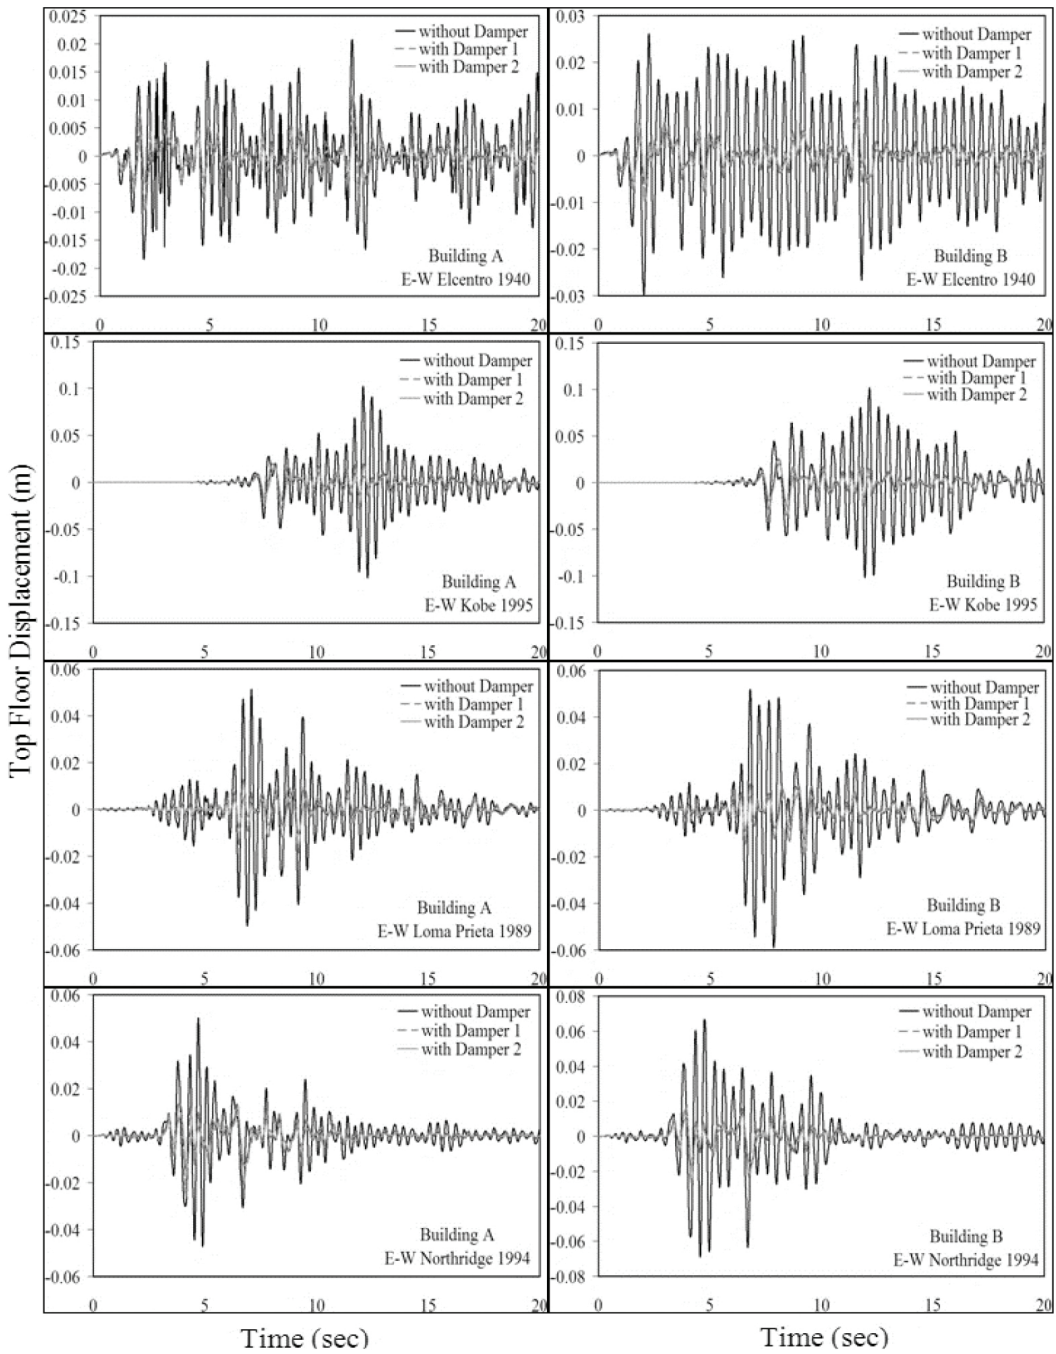 Top Floor Displacement (m)
0.025
0.02
0.015
0.01
0.005
0
-0.005
-0.01
-0.015
-0.02
-0.025
without Damper
with Damper 1
with Damper 2
Building A
E-W Elcentro 1940
0
5
10
15
20
0.03
0.02
0.01
0
-0.01
-0.02
-0.03
without Damper
with Damper 1
with Damper 2
Building B
E-W Elcentro 1940
0
5
10
15
20
0.15
0.1
0.05
0
-0.05
-0.1
-0.15
without Damper
with Damper 1
with Damper 2
Building A
E-W Kobe 1995
0
5
10
15
20
0.15
0.1
0.05
0
-0.05
-0.1
-0.15
without Damper
with Damper 1
with Damper 2
Building B
E-W Kobe 1995
0
5
10
15
20
0.06
0.04
0.02
0
-0.02
-0.04
-0.06
without Damper
with Damper 1
with Damper 2
Building A
E-W Loma Prieta 1989
0
5
10
15
20
0.06
0.04
0.02
0
-0.02
-0.04
-0.06
without Damper
with Damper 1
with Damper 2
Building B
E-W Loma Prieta 1989
0
5
10
15
20
0.06
0.04
0.02
0
-0.02
-0.04
-0.06
without Damper
with Damper 1
with Damper 2
Building A
E-W Northridge 1994
0
5
10
15
20
0.08
0.06
0.04
0.02
0
-0.02
-0.04
-0.06
-0.08
without Damper
with Damper 1
with Damper 2
Building B
E-W Northridge 1994
0
5
10
15
20
Time (sec)
Time (sec)